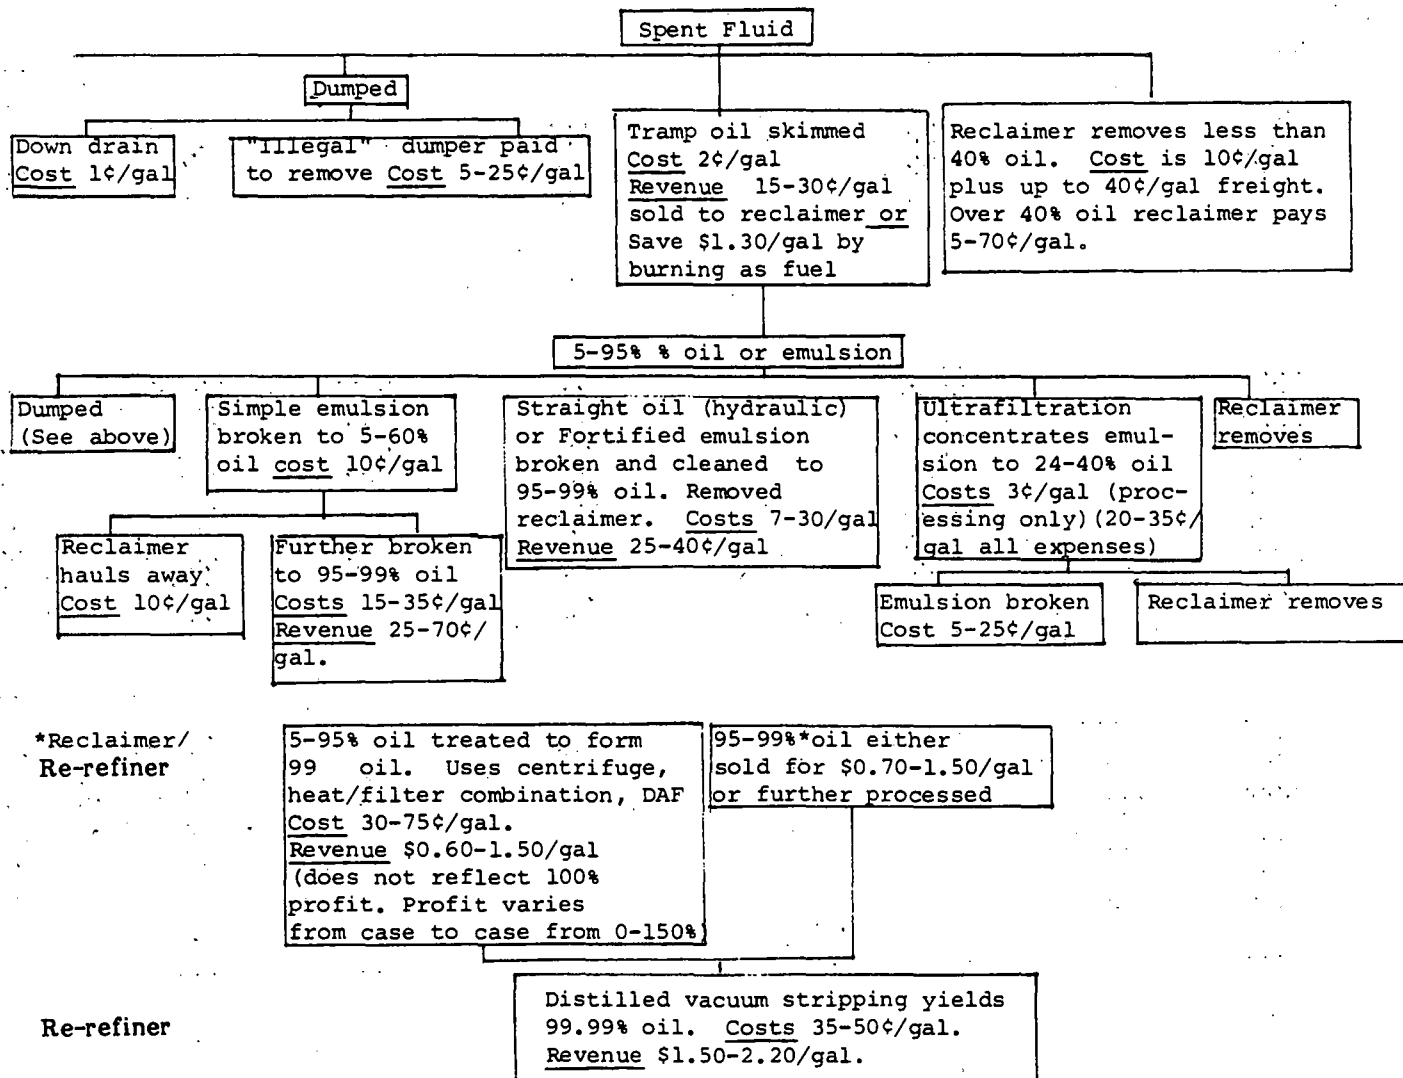 Spent Fluid
Dumped
Down drain
Cost 1¢/gal
"Illegal" dumper paid
to remove Cost 5-25¢/gal
Tramp oil skimmed
Cost 2¢/gal
Revenue 15-30¢/gal
sold to reclaimer or
Save $1.30/gal by
burning as fuel
Reclaimer removes less than
40% oil. Cost is 10¢/gal
plus up to 40¢/gal freight.
Over 40% oil reclaimer pays
5-70¢/gal.
5-95% % oil or emulsion
Dumped
(See above)
Simple emulsion
broken to 5-60%
oil cost 10¢/gal
Straight oil (hydraulic)
or Fortified emulsion
broken and cleaned to
95-99% oil. Removed
reclaimer. Costs 7-30/gal
Revenue 25-40¢/gal
Ultrafiltration
concentrates emul-
sion to 24-40% oil
Costs 3¢/gal (proc-
essing only) (20-35¢/
gal all expenses)
Reclaimer
removes
Reclaimer
hauls away
Cost 10¢/gal
Further broken
to 95-99% oil
Costs 15-35¢/gal
Revenue 25-70¢/
gal.
Emulsion broken
Cost 5-25¢/gal
Reclaimer removes
*Reclaimer/
Re-refiner
5-95% oil treated to form
99 oil. Uses centrifuge,
heat/filter combination, DAF
Cost 30-75¢/gal.
Revenue $0.60-1.50/gal
(does not reflect 100%
profit. Profit varies
from case to case from 0-150%)
95-99%*oil either
sold for $0.70-1.50/gal
or further processed
Re-refiner
Distilled vacuum stripping yields
99.99% oil. Costs 35-50¢/gal.
Revenue $1.50-2.20/gal.